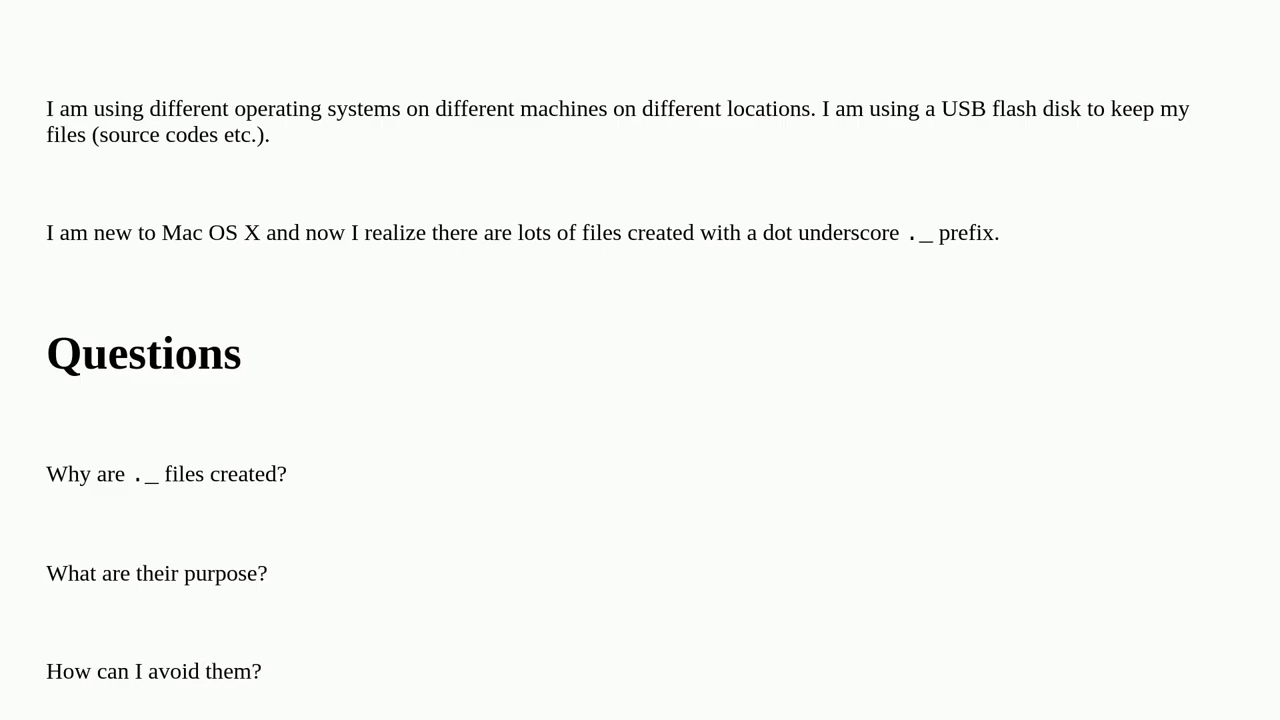 I am using different operating systems on different machines on different locations. I am using a USB flash disk to keep my
files (source codes etc.).
I am new to Mac OS X and now I realize there are lots of files created with a dot underscore ._ prefix.
Questions
Why are ._ files created?
What are their purpose?
How can I avoid them?